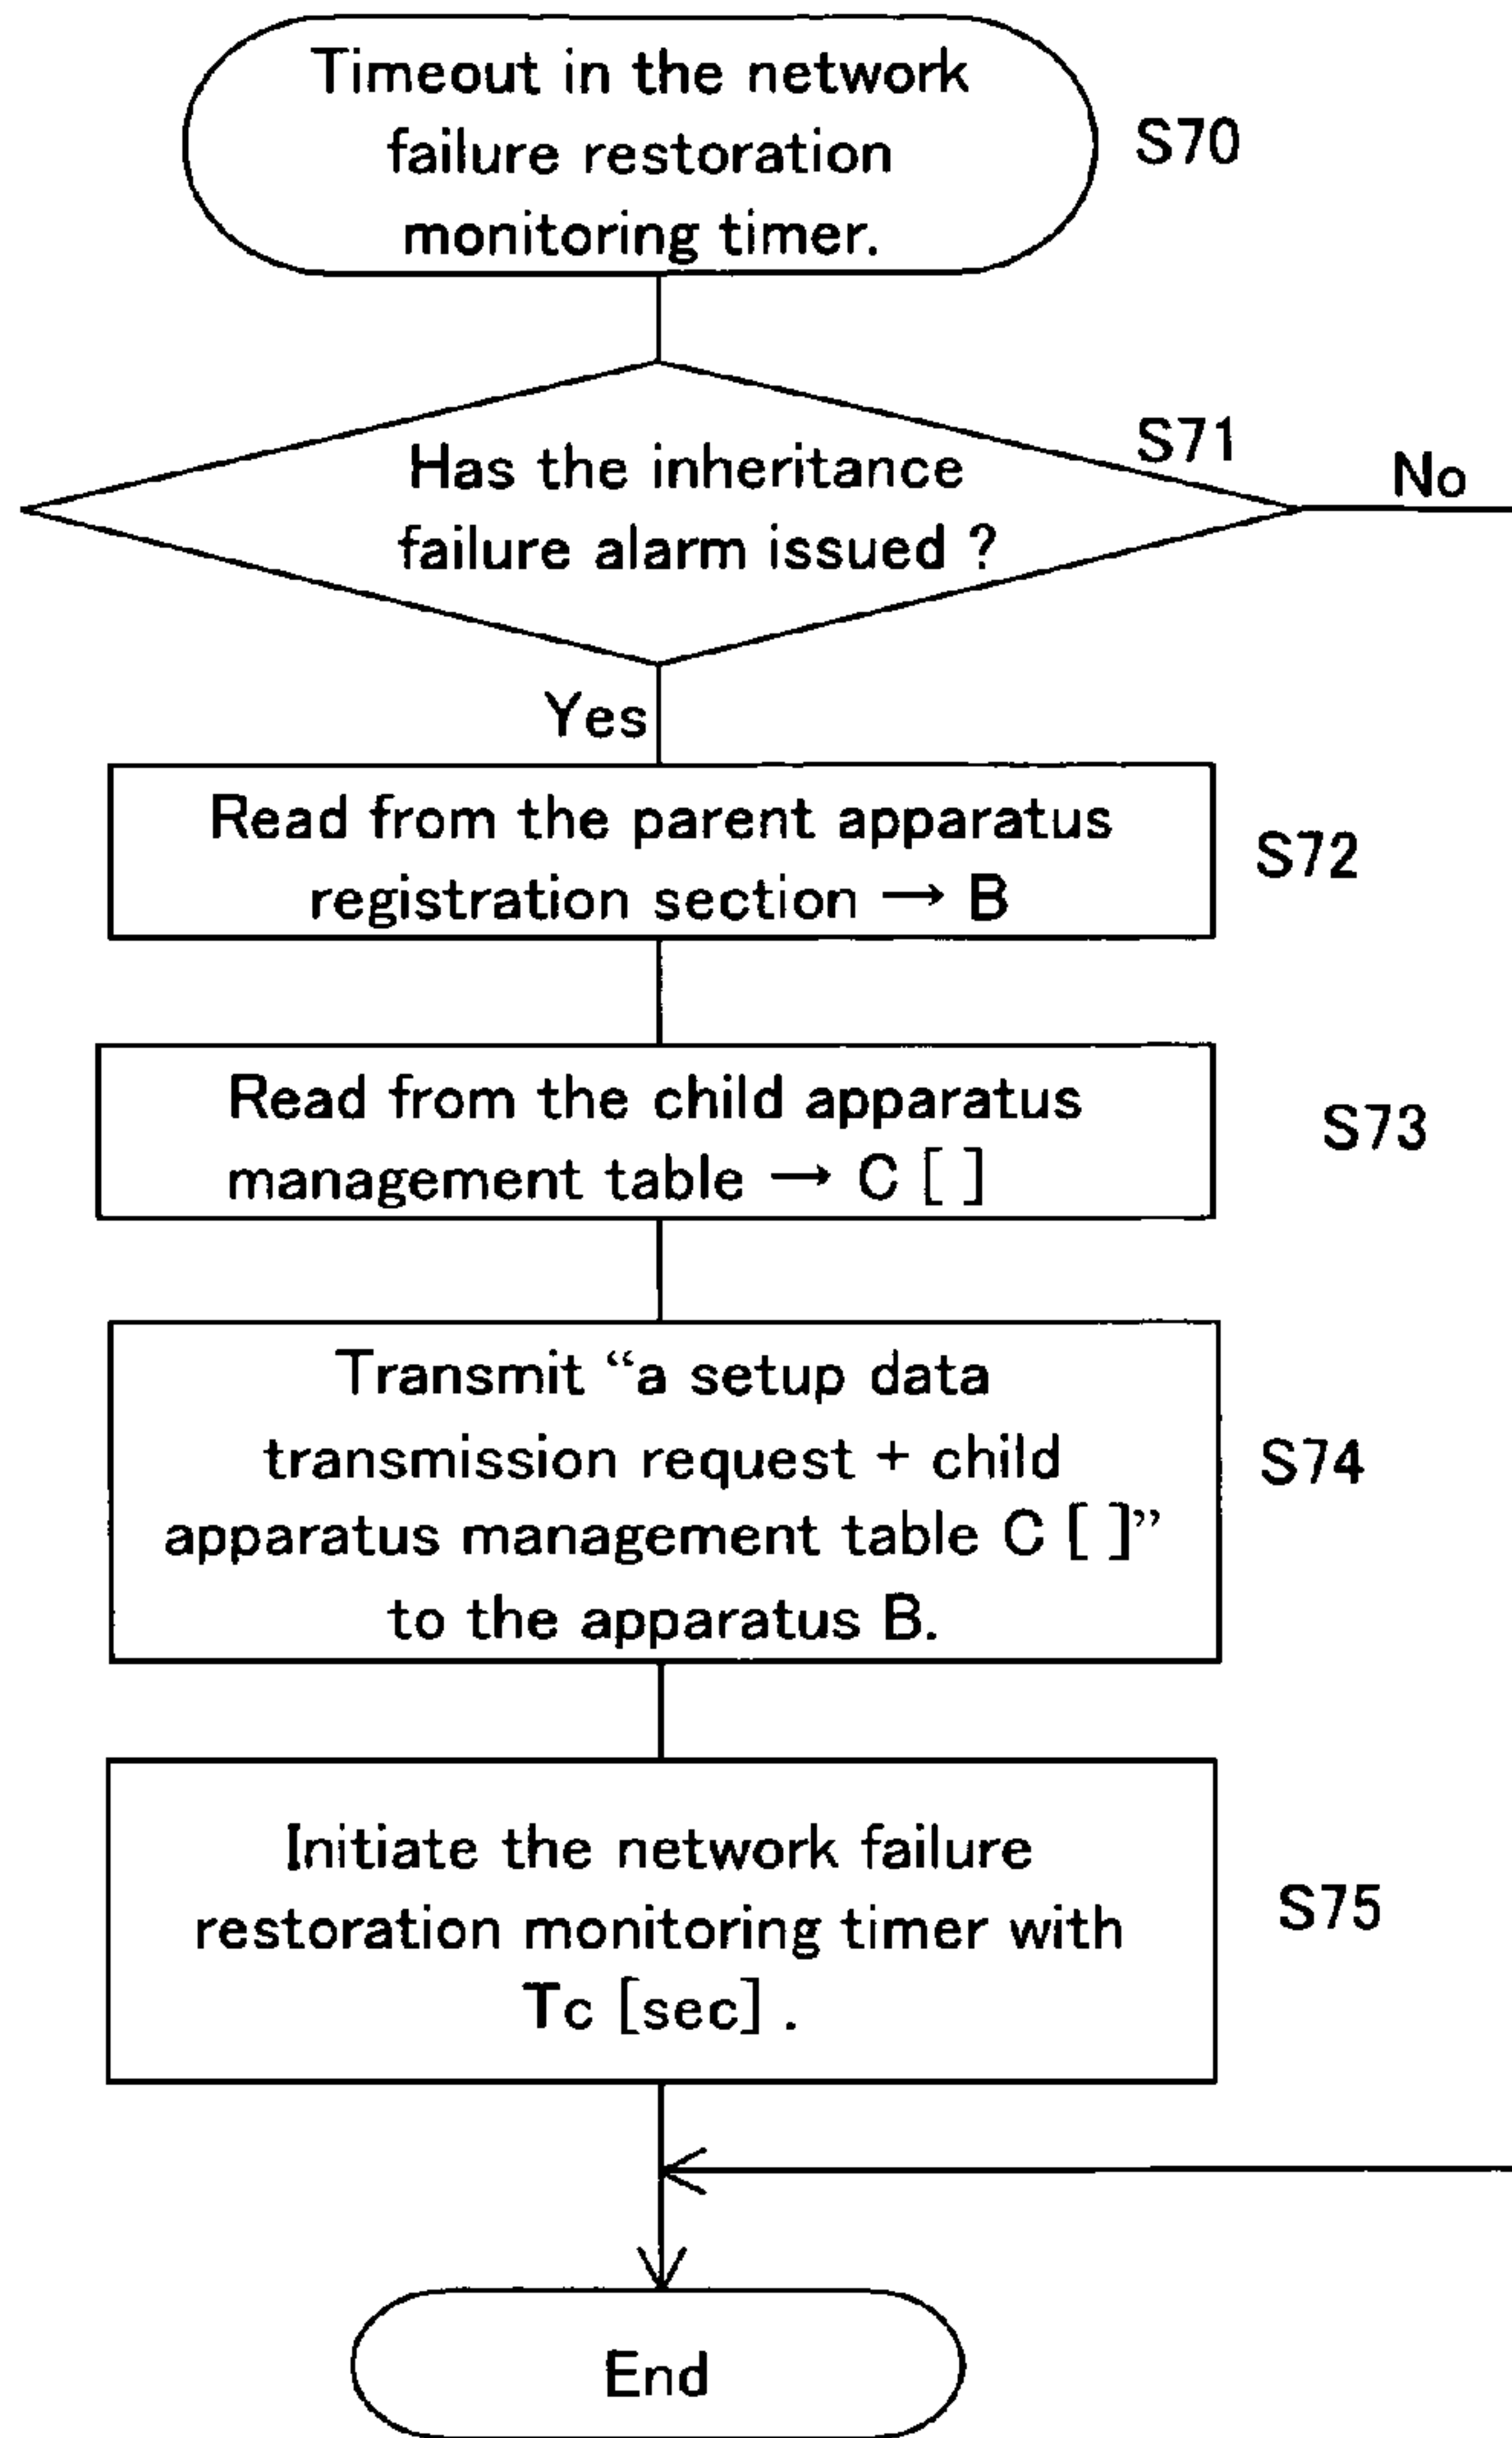 Timeout in the network
failure restoration
monitoring timer.
S70
S71
Has the inheritance
failure alarm issued ?
No
Yes
Read from the parent apparatus
registration section → B
S72
Read from the child apparatus
management table → C [ ]
S73
Transmit “a setup data
transmission request + child
apparatus management table C [ ]”
to the apparatus B.
S74
Initiate the network failure
restoration monitoring timer with
Tc [sec] .
S75
End